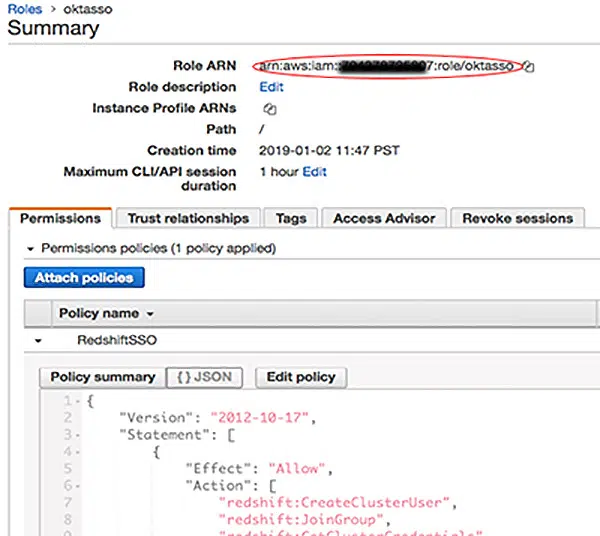 Roles > oktasso
Summary
Role ARN arn:aws:iam: 7:role/oktasso
Role description Edit
Instance Profile ARNs
Path /
Creation time 2019-01-02 11:47 PST
Maximum CLI/API session duration 1 hour Edit
Permissions Trust relationships Tags Access Advisor Revoke sessions
Permissions policies (1 policy applied)
Attach policies
Policy name
RedshiftSSO
Policy summary {} JSON Edit policy
1 {
2 "Version": "2012-10-17",
3 "Statement": [
4 {
5 "Effect": "Allow",
6 "Action": [
7 "redshift:CreateClusterUser",
8 "redshift:JoinGroup",
"redshift:GetClusterCredentials"